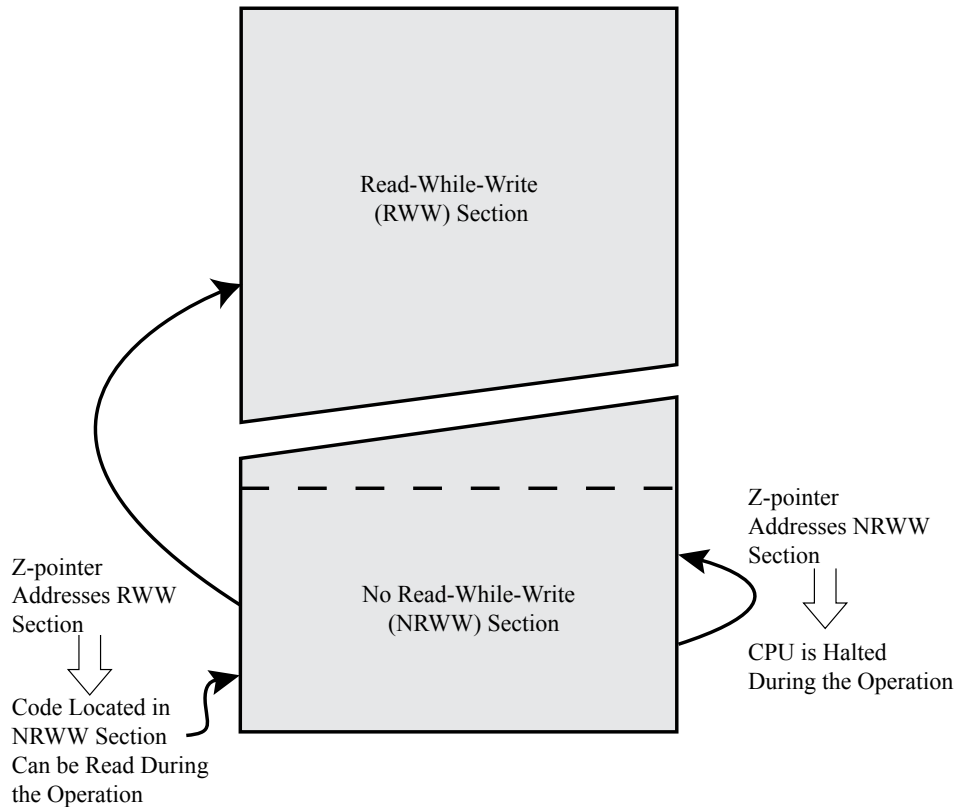 Read-While-Write
(RWW) Section
Z-pointer
Addresses NRWW
Section
Z-pointer
Addresses RWW
Section
No Read-While-Write
(NRWW) Section
CPU is Halted
During the Operation
Code Located in
NRWW Section
Can be Read During
the Operation